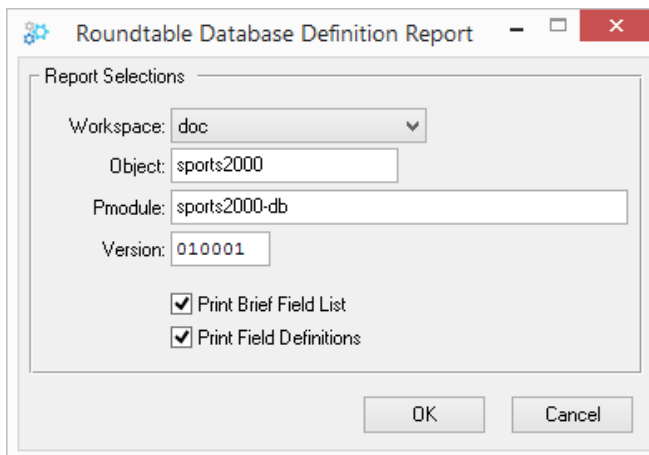 Roundtable Database Definition Report
Report Selections
Workspace: doc
Object: sports2000
Pmodule: sports2000-db
Version: 010001
Print Brief Field List
Print Field Definitions
OK Cancel